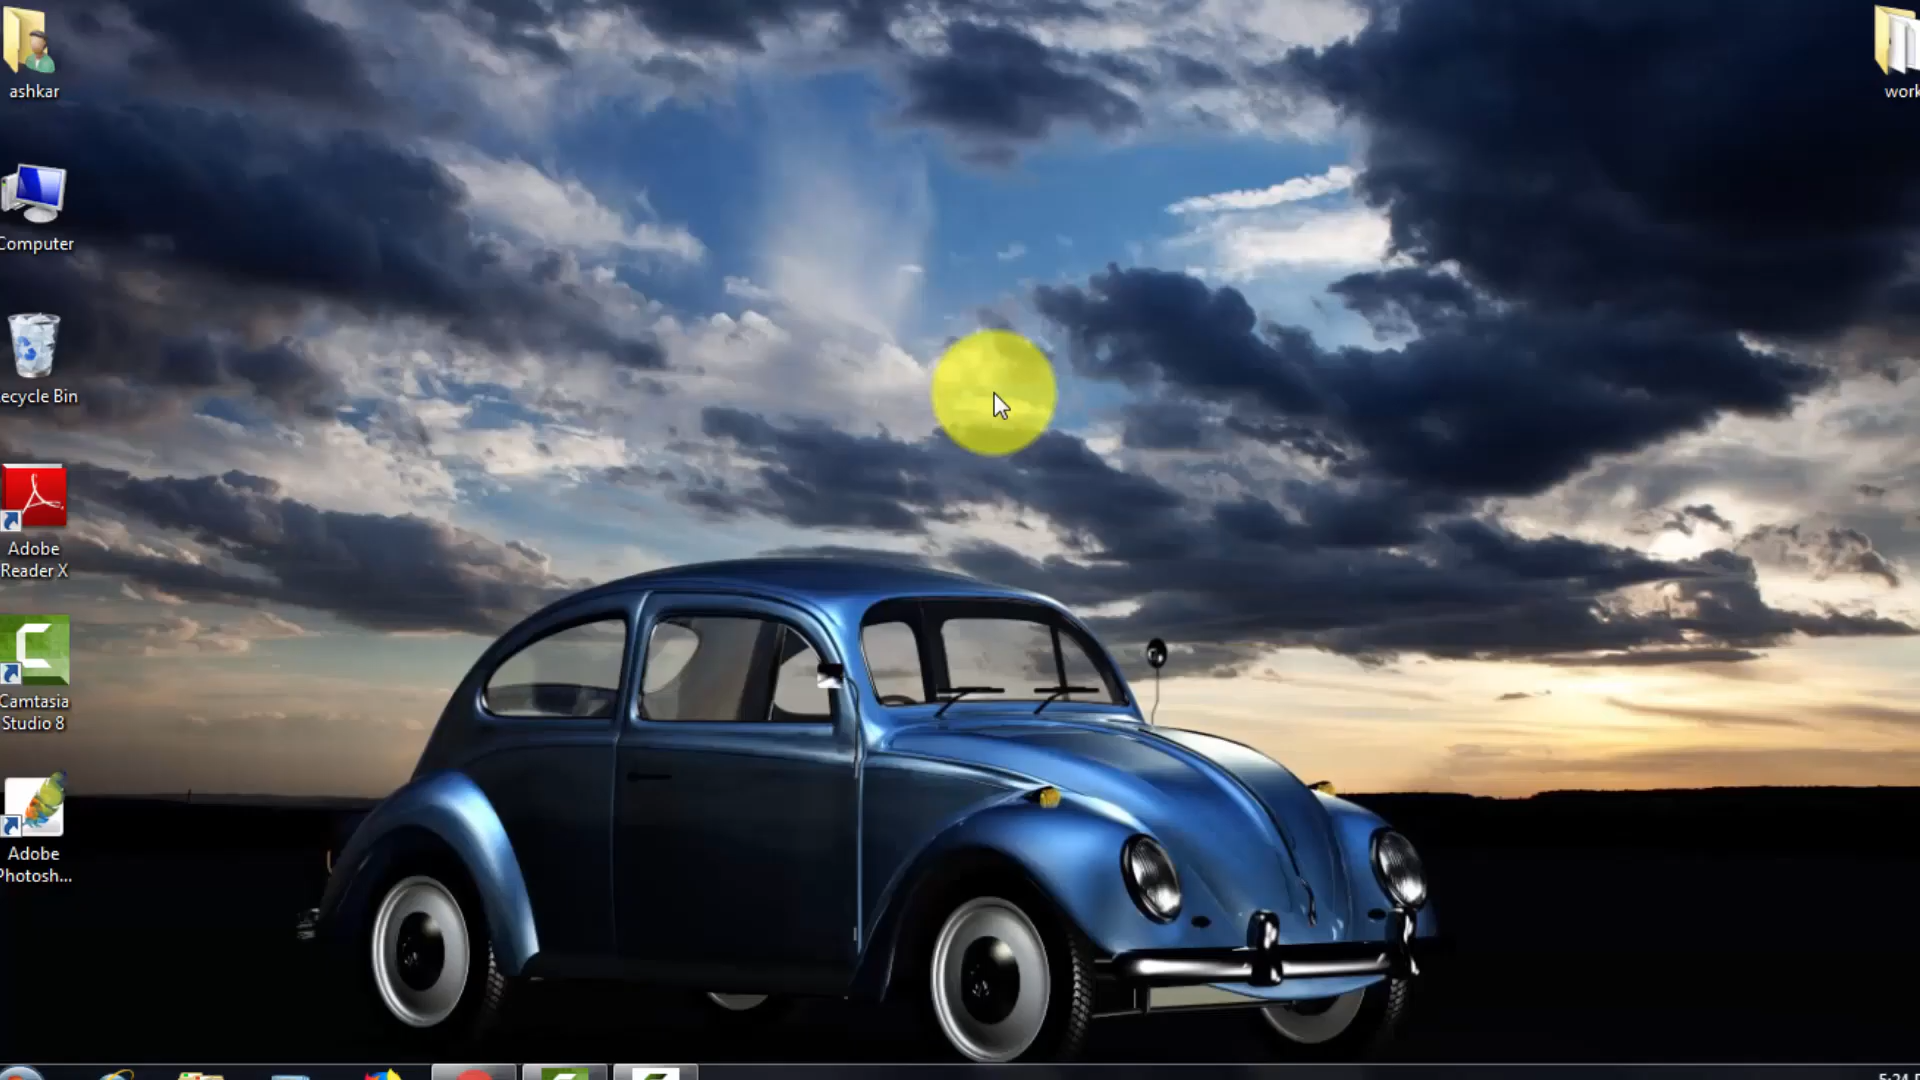 ashkar
work
Computer
ecycle Bin
Adobe
Reader X
Camtasia
Studio 8
Adobe
Photosh...